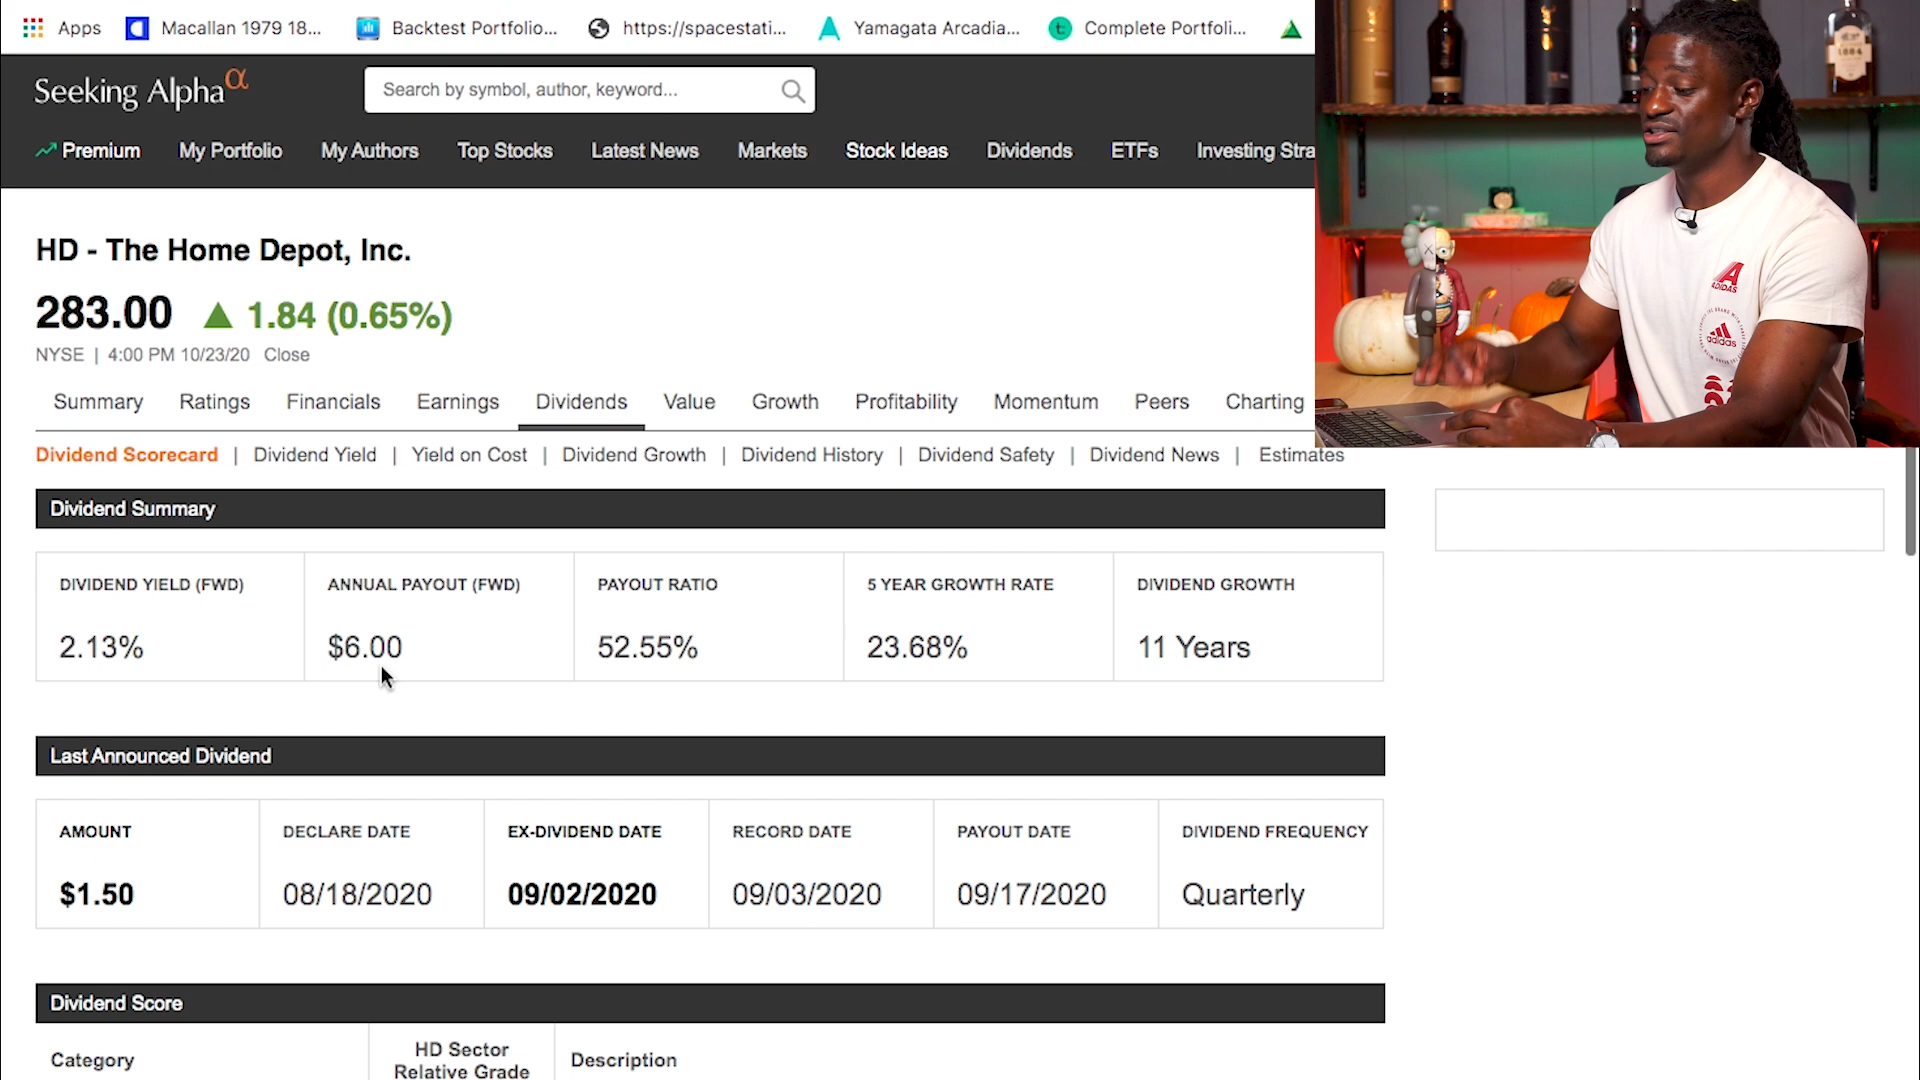 Apps Macallan 1979 18... Backtest Portfolio... https://spacestati... Yamagata Arcadia... Complete Portfoli...
Seeking Alpha α
Search by symbol, author, keyword...
Premium My Portfolio My Authors Top Stocks Latest News Markets Stock Ideas Dividends ETFs Investing Stra
HD - The Home Depot, Inc.
283.00 ▲ 1.84 (0.65%)
NYSE | 4:00 PM 10/23/20 Close
Summary Ratings Financials Earnings Dividends Value Growth Profitability Momentum Peers Charting
Dividend Scorecard | Dividend Yield | Yield on Cost | Dividend Growth | Dividend History | Dividend Safety | Dividend News | Estimates
Dividend Summary
DIVIDEND YIELD (FWD) ANNUAL PAYOUT (FWD) PAYOUT RATIO 5 YEAR GROWTH RATE DIVIDEND GROWTH
2.13% $6.00 52.55% 23.68% 11 Years
Last Announced Dividend
AMOUNT DECLARE DATE EX-DIVIDEND DATE RECORD DATE PAYOUT DATE DIVIDEND FREQUENCY
$1.50 08/18/2020 09/02/2020 09/03/2020 09/17/2020 Quarterly
Dividend Score
Category HD Sector Relative Grade Description
A
ADIDAS
adidas